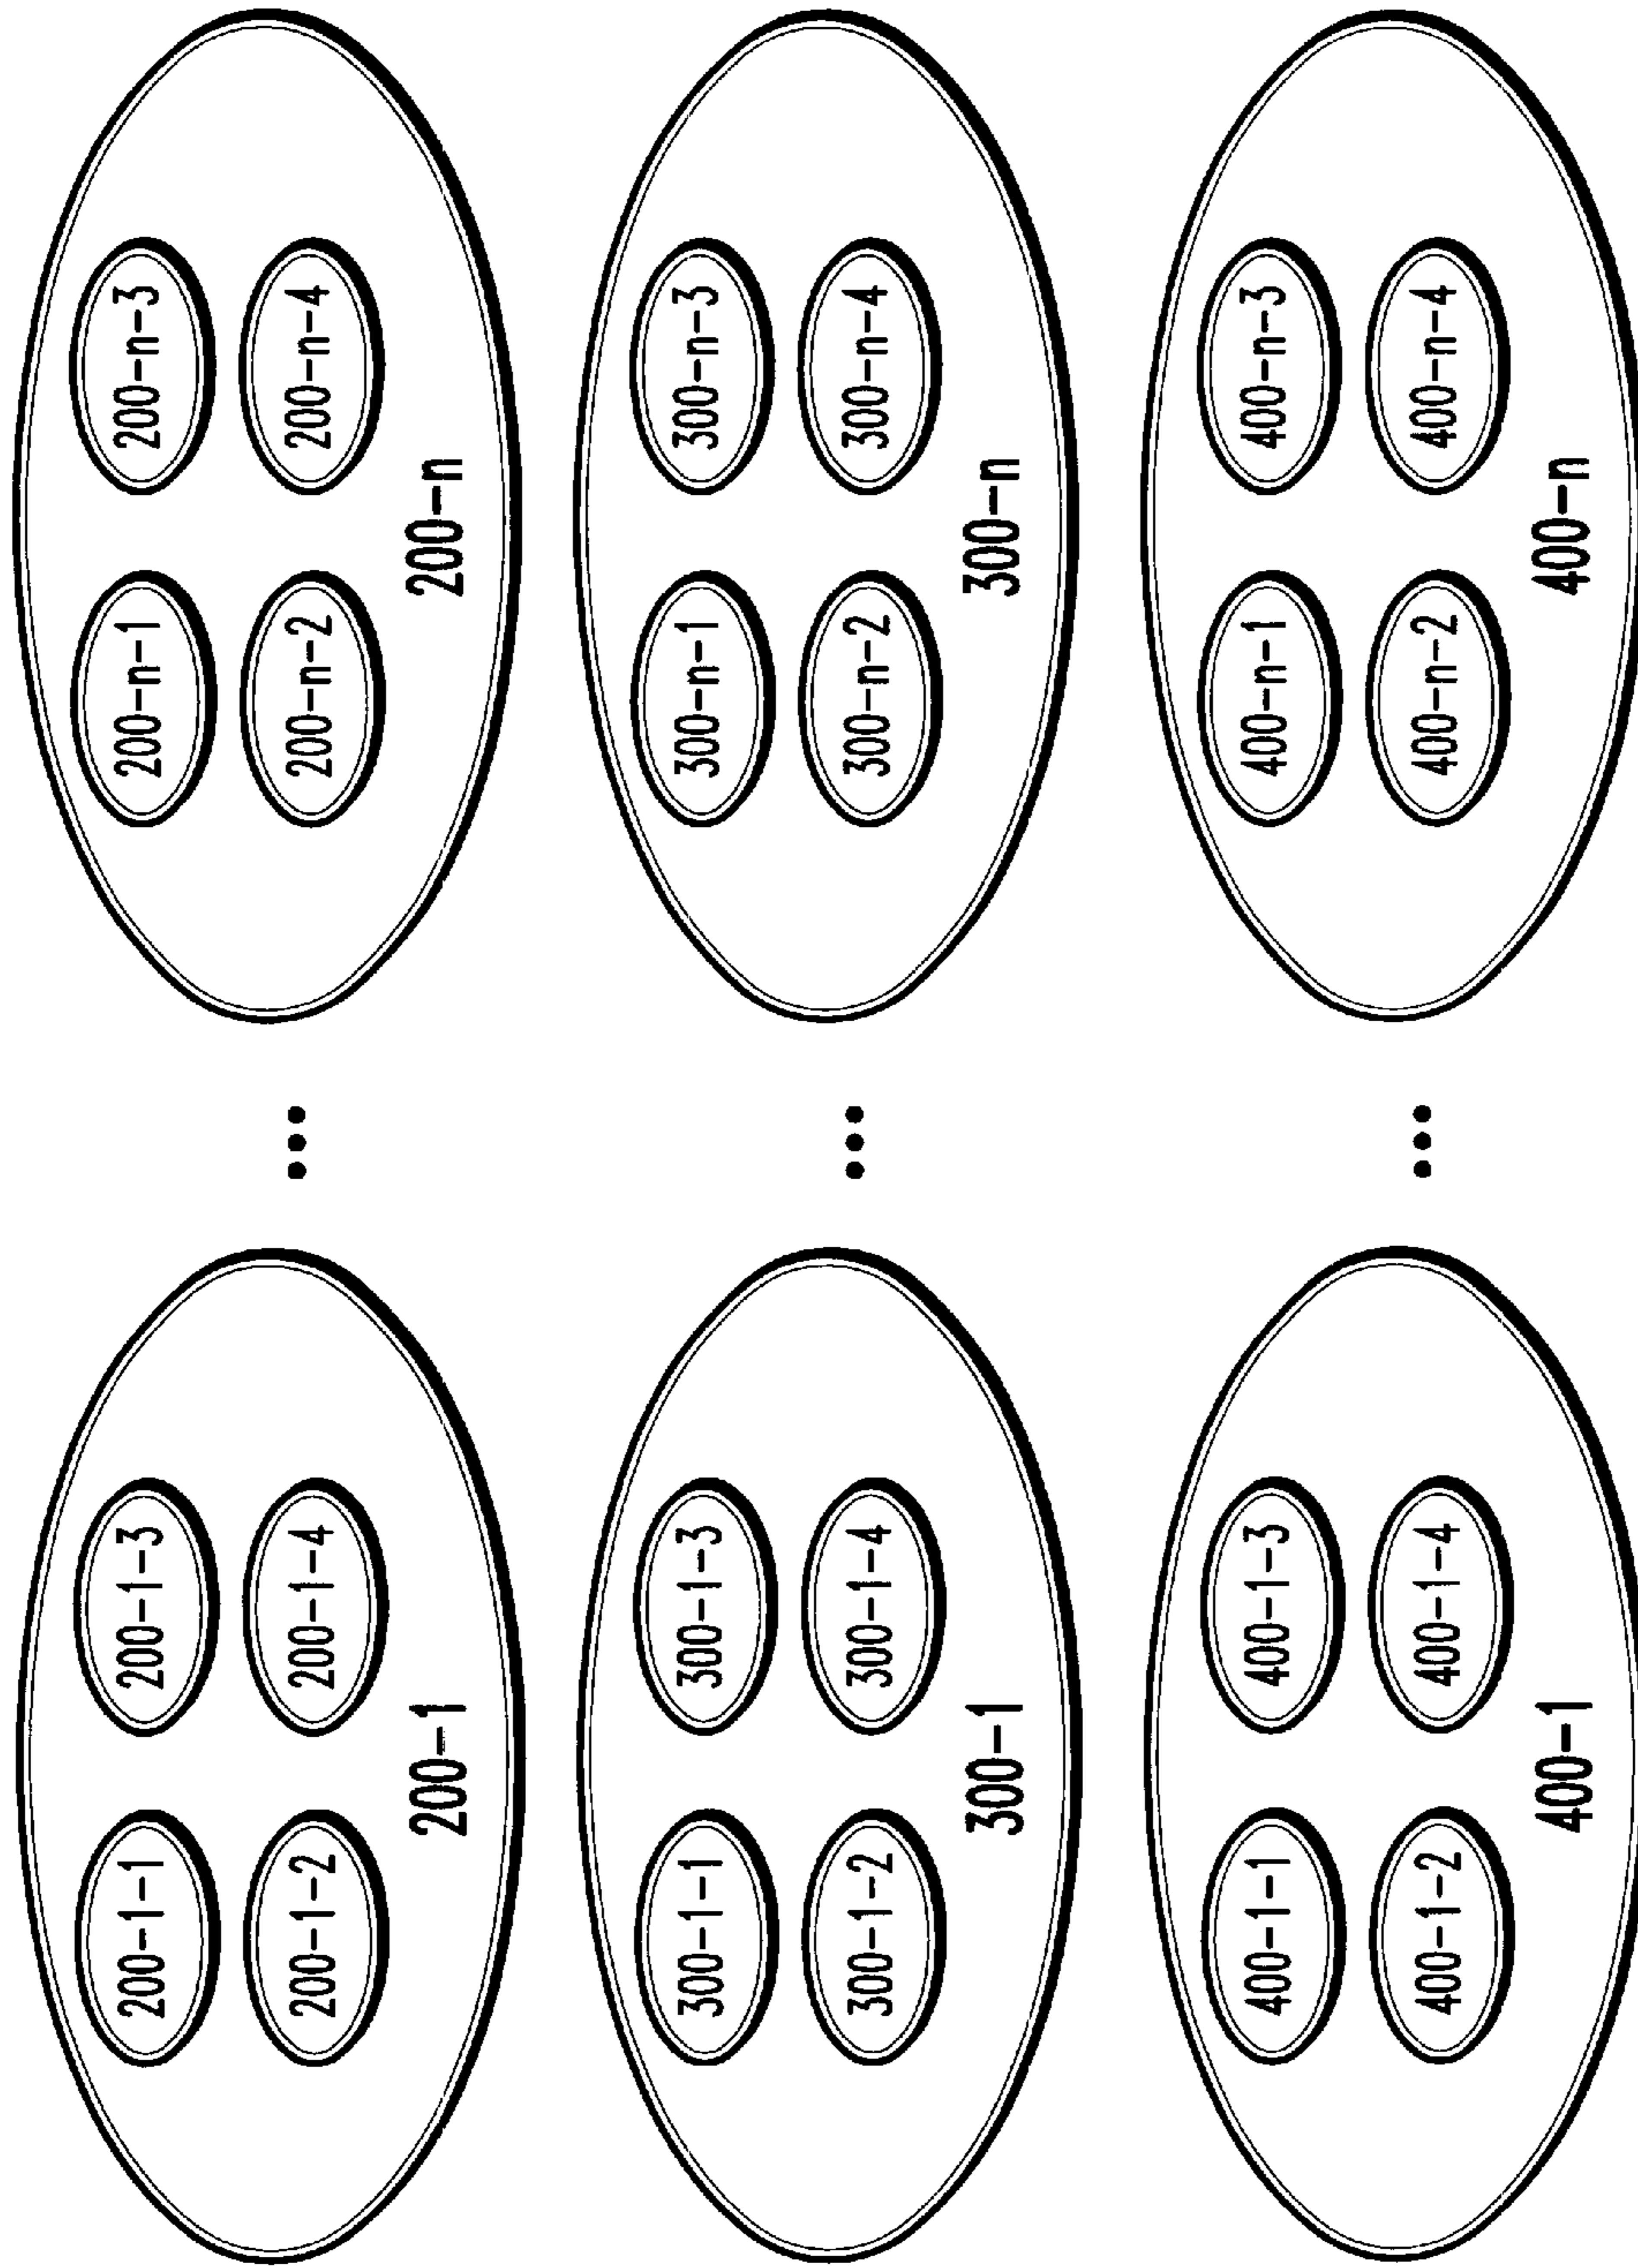 200-1-1 200-1-3 200-n-1 200-n-3
200-1-2 200-1-4 200-n-2 200-n-4
200-1 ... 200-n
300-1-1 300-1-3 300-n-1 300-n-3
300-1-2 300-1-4 300-n-2 300-n-4
300-1 ... 300-n
400-1-1 400-1-3 400-n-1 400-n-3
400-1-2 400-1-4 400-n-2 400-n-4
400-1 ... 400-n